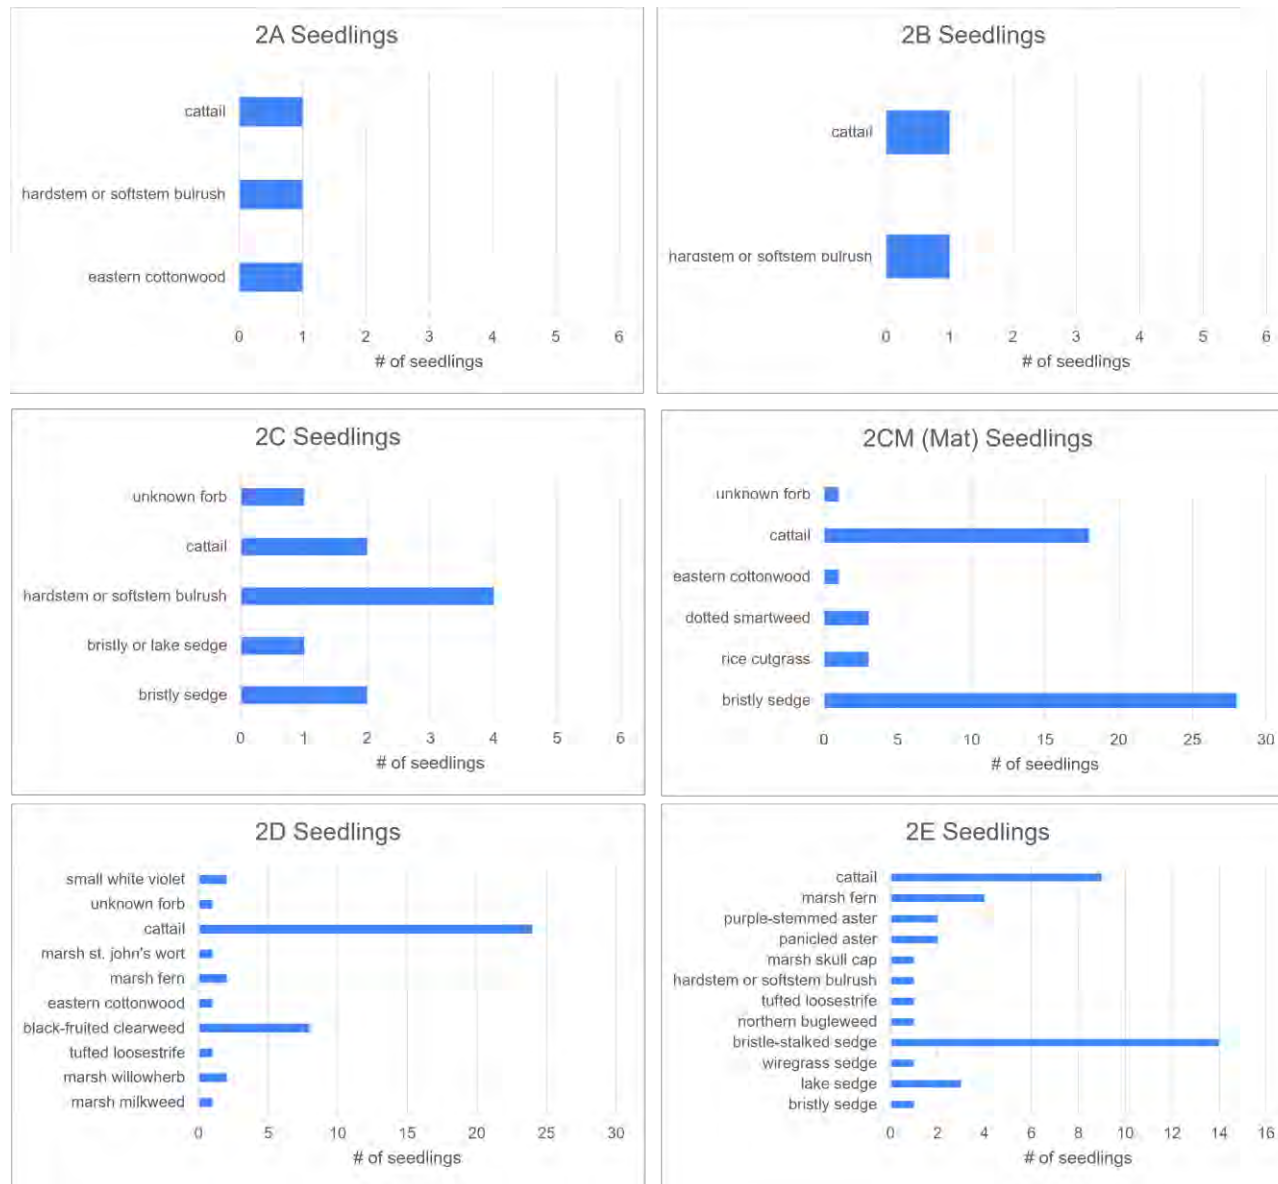 2A Seedlings
cattail
hardstem or softstem bulrush
eastern cottonwood
0 1 2 3 4 5 6
# of seedlings
2B Seedlings
cattail
hardstem or softstem bulrush
0 1 2 3 4 5 6
# of seedlings
2C Seedlings
unknown forb
cattail
hardstem or softstem bulrush
bristly or lake sedge
bristly sedge
0 1 2 3 4 5 6
# of seedlings
2CM (Mat) Seedlings
unknown forb
cattail
eastern cottonwood
dotted smartweed
rice cutgrass
bristly sedge
0 5 10 15 20 25 30
# of seedlings
2D Seedlings
small white violet
unknown forb
cattail
marsh st. john's wort
marsh fern
eastern cottonwood
black-fruited clearweed
tufted loosestrife
marsh willowherb
marsh milkweed
0 5 10 15 20 25 30
# of seedlings
2E Seedlings
cattail
marsh fern
purple-stemmed aster
panicled aster
marsh skull cap
hardstem or softstem bulrush
tufted loosestrife
northern bugleweed
bristle-stalked sedge
wiregrass sedge
lake sedge
bristly sedge
0 2 4 6 8 10 12 14 16
# of seedlings